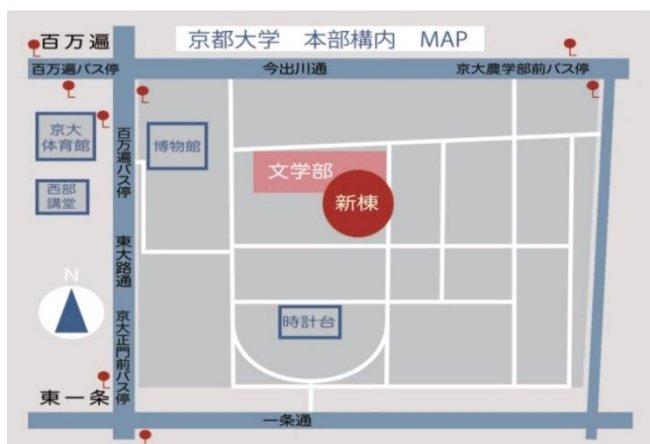 京都大学 本部構内 MAP
百万遍
百万遍バス停
今出川通
京大農学部前バス停
京大
体育館
百万遍バス停
博物館
文学部
新棟
西部
講堂
東大路通
N
時計台
京大正門前バス停
東一条
一条通